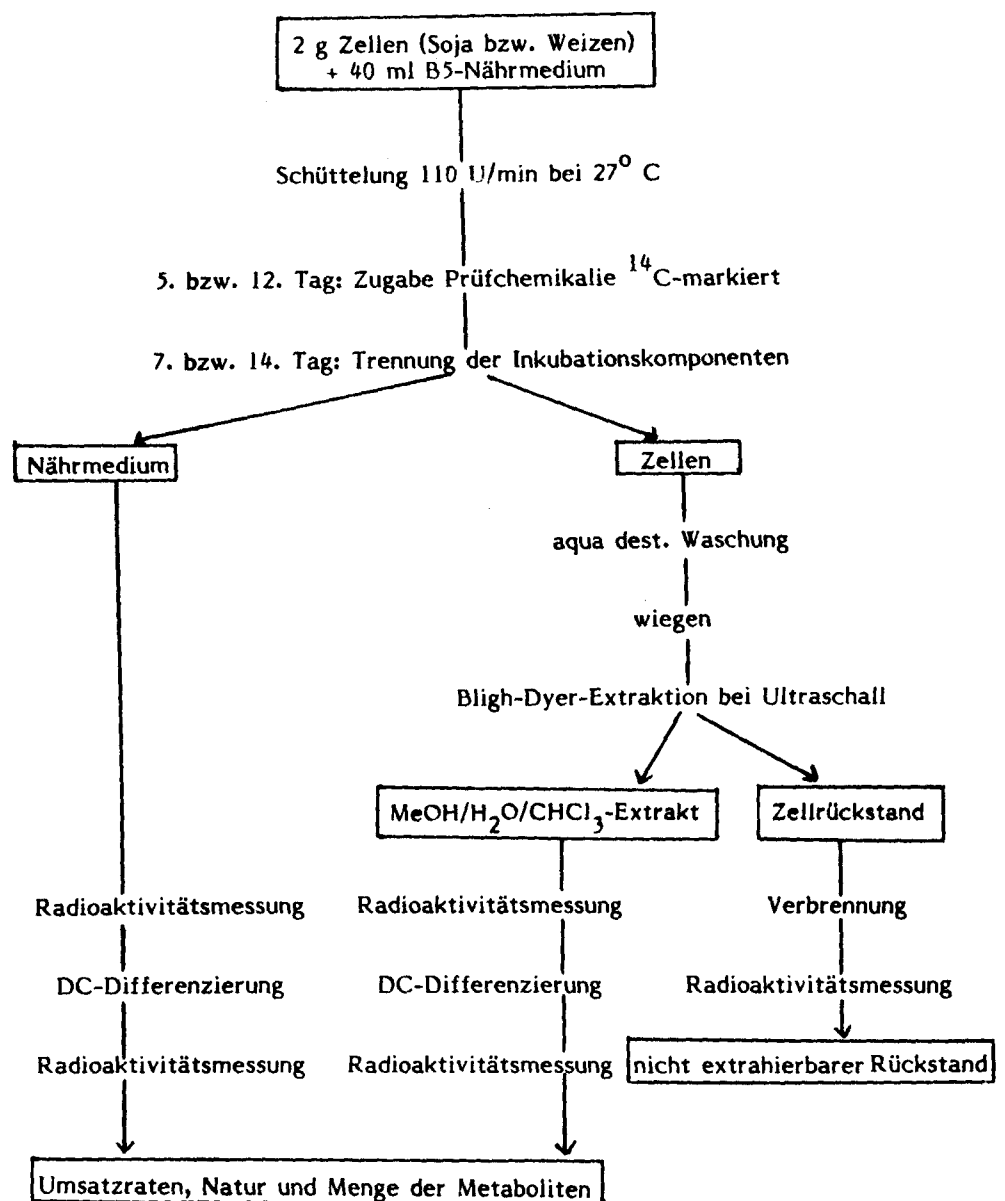 2 g Zellen (Soja bzw. Weizen)
+ 40 ml B5-Nährmedium
Schüttelung 110 U/min bei 27° C
5. bzw. 12. Tag: Zugabe Prüfchemikalie ¹⁴C-markiert
7. bzw. 14. Tag: Trennung der Inkubationskomponenten
Nährmedium
Zellen
aqua dest. Waschung
wiegen
Bligh-Dyer-Extraktion bei Ultraschall
MeOH/H₂O/CHCl₃-Extrakt
Zellrückstand
Radioaktivitätsmessung
Radioaktivitätsmessung
Verbrennung
DC-Differenzierung
DC-Differenzierung
Radioaktivitätsmessung
Radioaktivitätsmessung
Radioaktivitätsmessung
nicht extrahierbarer Rückstand
Umsatzraten, Natur und Menge der Metaboliten